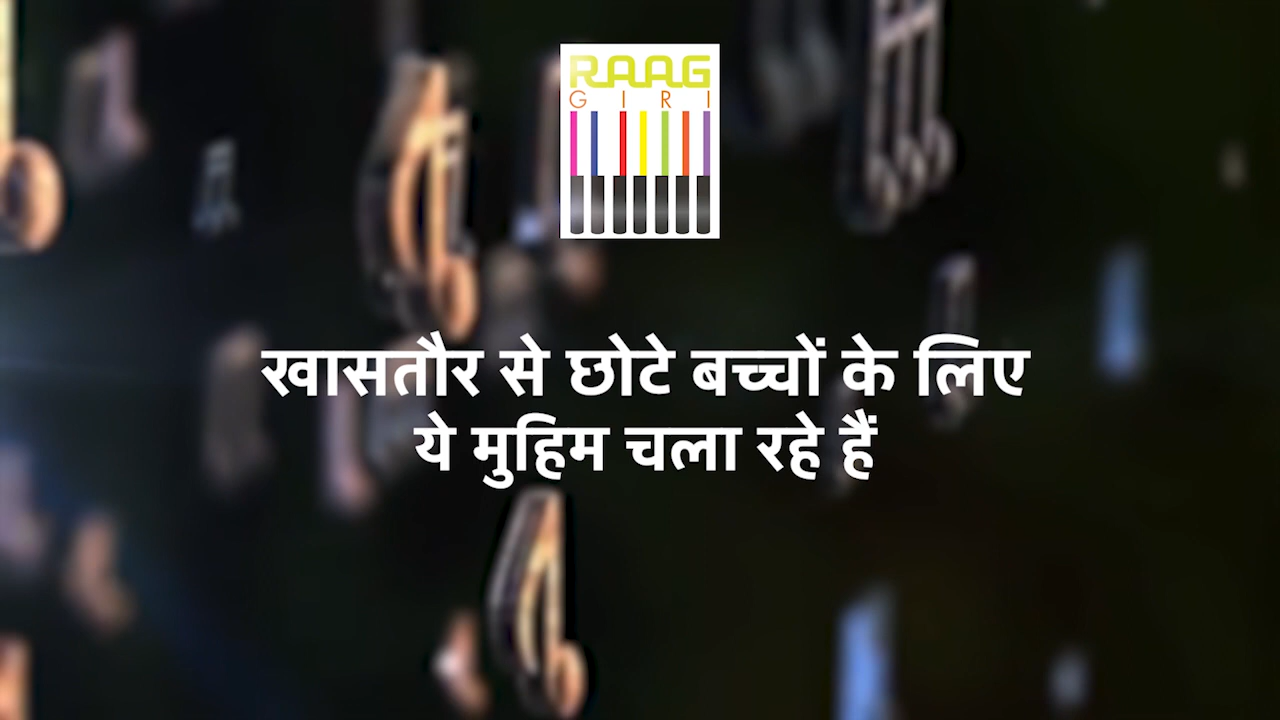 RAAG
GIRI
खासतौर से छोटे बच्चों के लिए
ये मुहिम चला रहे हैं